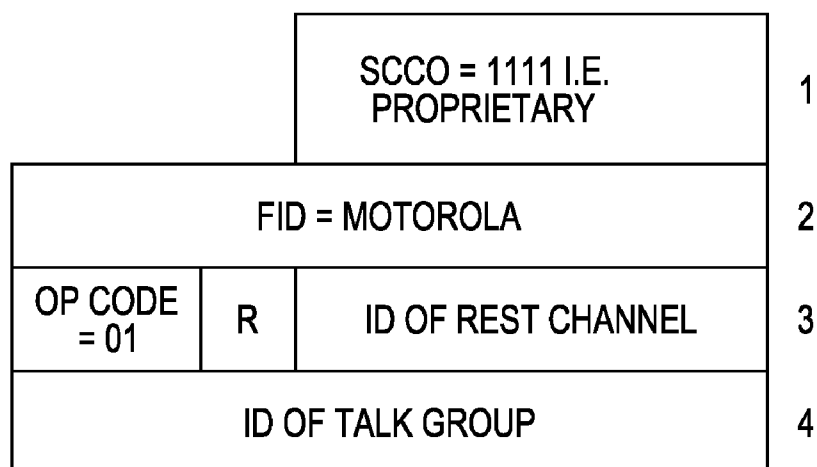 SCCO = 1111 I.E.
PROPRIETARY
1
FID = MOTOROLA
2
OP CODE
= 01
R
ID OF REST CHANNEL
3
ID OF TALK GROUP
4